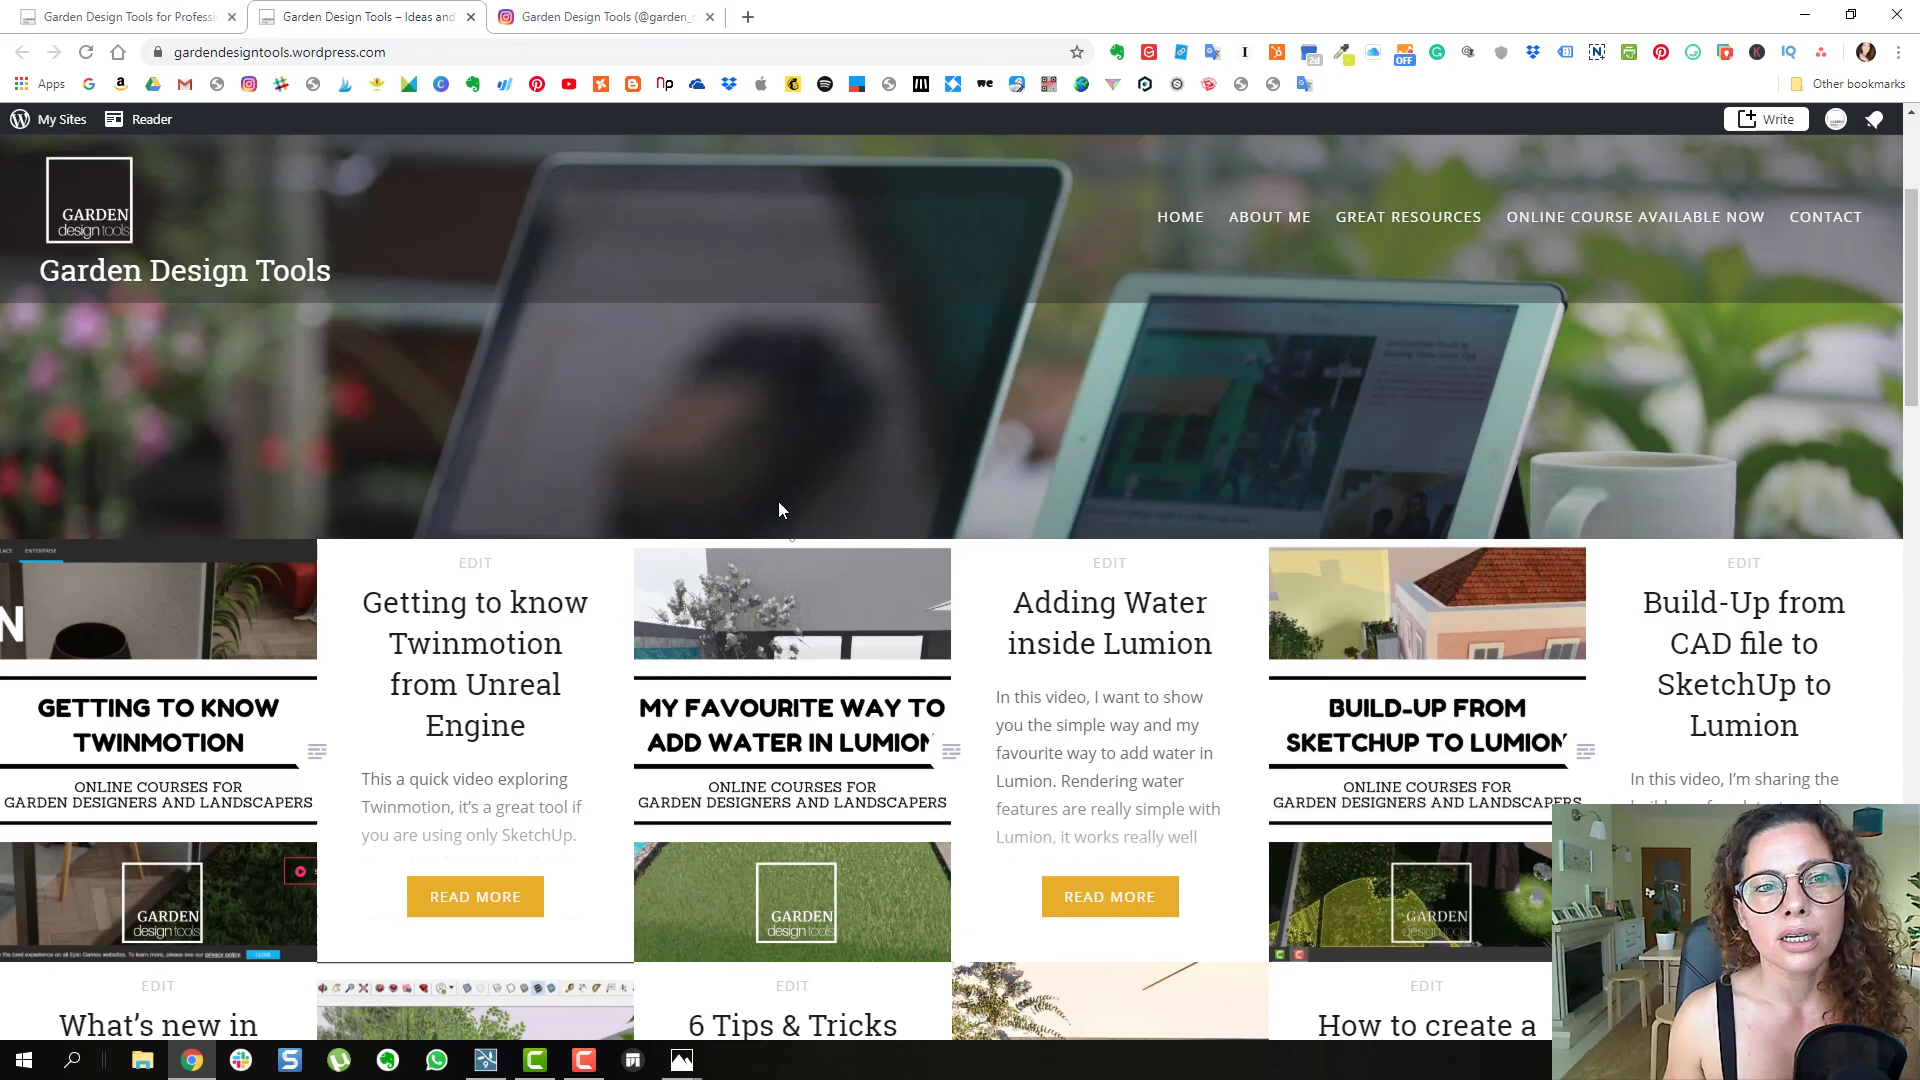 Garden Design Tools for Professi
Garden Design Tools – Ideas and
Garden Design Tools (@garden_
gardendesigntools.wordpress.com
2d
OFF
Apps
Other bookmarks
My Sites
Reader
Write
GARDEN
design tools
Garden Design Tools
HOME
ABOUT ME
GREAT RESOURCES
ONLINE COURSE AVAILABLE NOW
CONTACT
ENTERPRISE
N
GETTING TO KNOW
TWINMOTION
ONLINE COURSES FOR
GARDEN DESIGNERS AND LANDSCAPERS
GARDEN
design tools
EDIT
Getting to know
Twinmotion
from Unreal
Engine
This a quick video exploring
Twinmotion, it's a great tool if
you are using only SketchUp.
READ MORE
MY FAVOURITE WAY TO
ADD WATER IN LUMION
ONLINE COURSES FOR
GARDEN DESIGNERS AND LANDSCAPERS
GARDEN
design tools
EDIT
Adding Water
inside Lumion
In this video, I want to show
you the simple way and my
favourite way to add water in
Lumion. Rendering water
features are really simple with
Lumion, it works really well
READ MORE
BUILD-UP FROM
SKETCHUP TO LUMION
ONLINE COURSES FOR
GARDEN DESIGNERS AND LANDSCAPERS
GARDEN
design tools
EDIT
Build-Up from
CAD file to
SketchUp to
Lumion
In this video, I'm sharing the
EDIT
What's new in
EDIT
6 Tips & Tricks
EDIT
How to create a